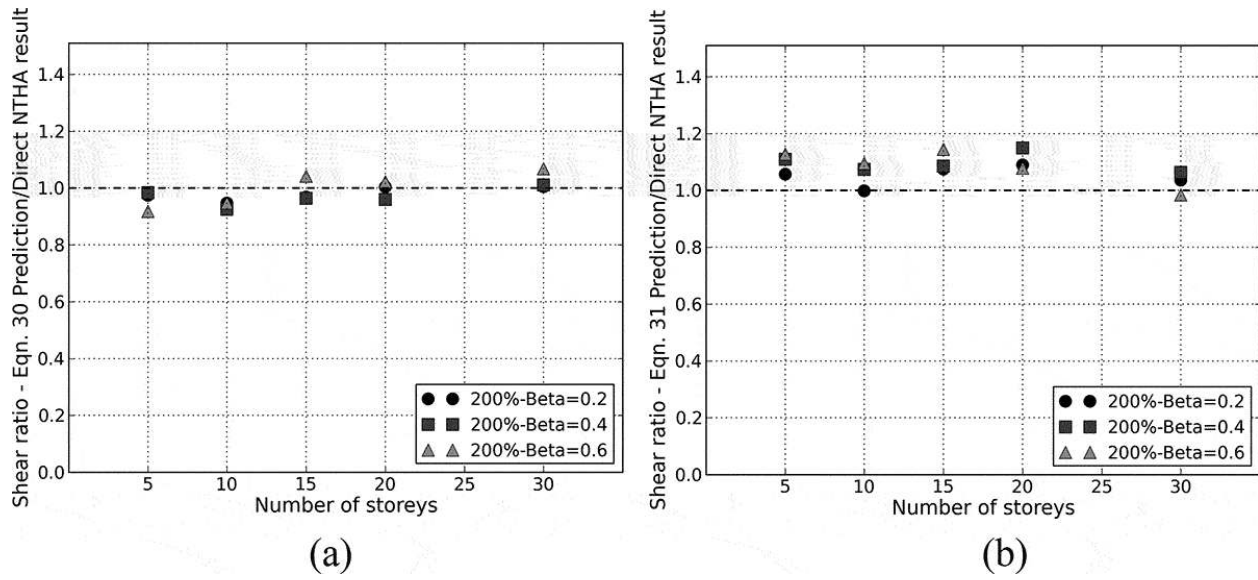 Shear ratio - Eqn. 30 Prediction/Direct NTHA result
1.4
1.2
1.0
0.8
0.6
0.4
0.2
0.0
5 10 15 20 25 30
Number of storeys
200%-Beta=0.2
200%-Beta=0.4
200%-Beta=0.6
(a)
Shear ratio - Eqn. 31 Prediction/Direct NTHA result
1.4
1.2
1.0
0.8
0.6
0.4
0.2
0.0
5 10 15 20 25 30
Number of storeys
200%-Beta=0.2
200%-Beta=0.4
200%-Beta=0.6
(b)